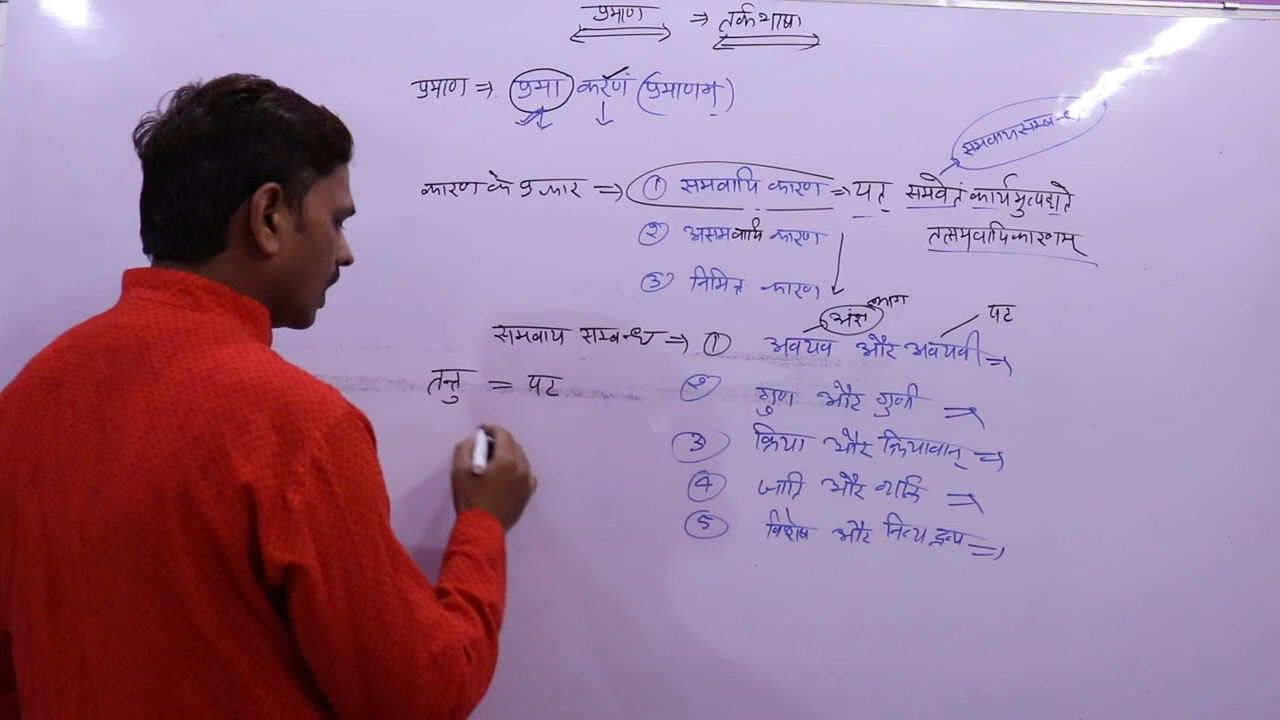 प्रमाण ⇒ तर्कभाषा
प्रमाण ⇒ प्रमा करणं (प्रमाणम्)
समवाय सम्बन्ध
कारण के प्रकार ⇒ ① समवायि कारण ⇒ यत् समवेतं कार्यमुत्पद्यते
② असमवायि कारण तत्समवायिकारणम्
③ निमित्त कारण
अंश भाग पट
समवाय सम्बन्ध ⇒ ① अवयव और अवयवी ⇒
तन्तु = पट ② गुण और गुणी ⇒
③ क्रिया और क्रियावान् ⇒
④ जाति और व्यक्ति ⇒
⑤ विशेष और नित्य द्रव्य ⇒